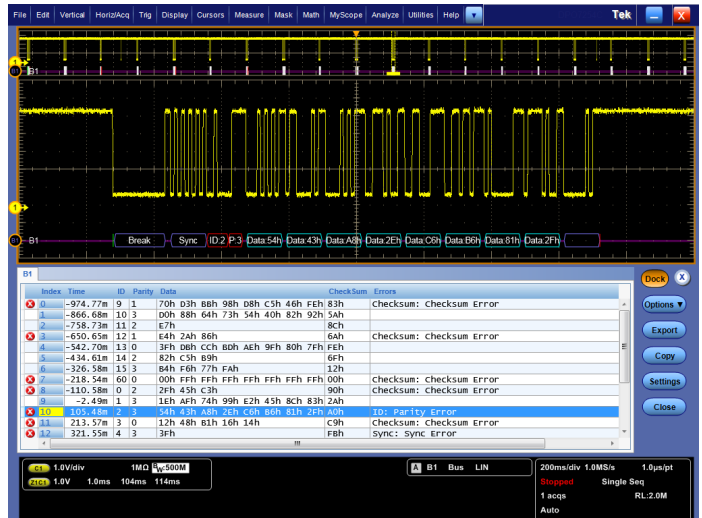 File Edit Vertical Horiz/Acq Trig Display Cursors Measure Mask Math MyScope Analyze Utilities Help Tek X
1
B1 B1
1
B1 B1 Break Sync ID:2 P:3 Data:54h Data:43h Data:A8h Data:2Eh Data:C6h Data:B6h Data:81h Data:2Fh
B1
Dock X
Index Time ID Parity Data CheckSum Errors
0 -974.77m 9 1 70h D3h BBh 98h D8h C5h 46h FEh 83h Checksum: Checksum Error
1 -866.68m 10 3 D0h 88h 64h 73h 54h 40h 82h 92h 5Ah
2 -758.73m 11 2 E7h 8Ch
3 -650.65m 12 1 E4h 2Ah 86h 6Ah Checksum: Checksum Error
4 -542.70m 13 0 3Fh DBh CCh BDh AEh 9Fh 80h 7Fh FEh
5 -434.61m 14 2 82h C5h B9h 6Fh
6 -326.58m 15 3 B4h F6h 77h FAh 12h
7 -218.54m 60 0 00h FFh FFh FFh FFh FFh FFh FFh 00h Checksum: Checksum Error
8 -110.58m 0 2 2Fh 45h C3h 90h Checksum: Checksum Error
9 -2.49m 1 3 1Eh AFh 74h 99h E2h 45h 8Ch 83h 2Ah
10 105.48m 2 3 54h 43h A8h 2Eh C6h B6h 81h 2Fh A0h ID: Parity Error
11 213.57m 3 0 12h 48h B1h 16h 14h C9h Checksum: Checksum Error
12 321.55m 4 3 3Fh FBh Sync: Sync Error
Options ▼
Export
Copy
Settings
Close
C1 1.0V/div 1MΩ BW:500M
Z1C1 1.0V 1.0ms 104ms 114ms
A B1 Bus LIN
200ms/div 1.0MS/s 1.0µs/pt
Stopped Single Seq
1 acqs RL:2.0M
Auto